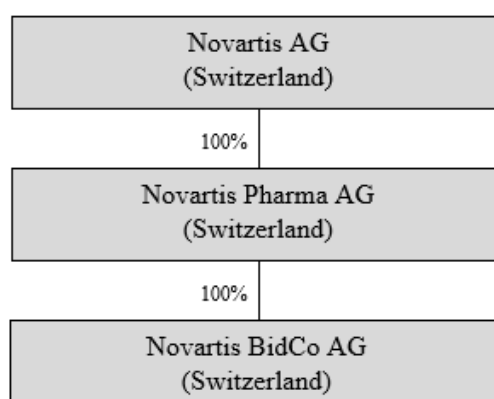 Novartis AG
(Switzerland)
100%
Novartis Pharma AG
(Switzerland)
100%
Novartis BidCo AG
(Switzerland)